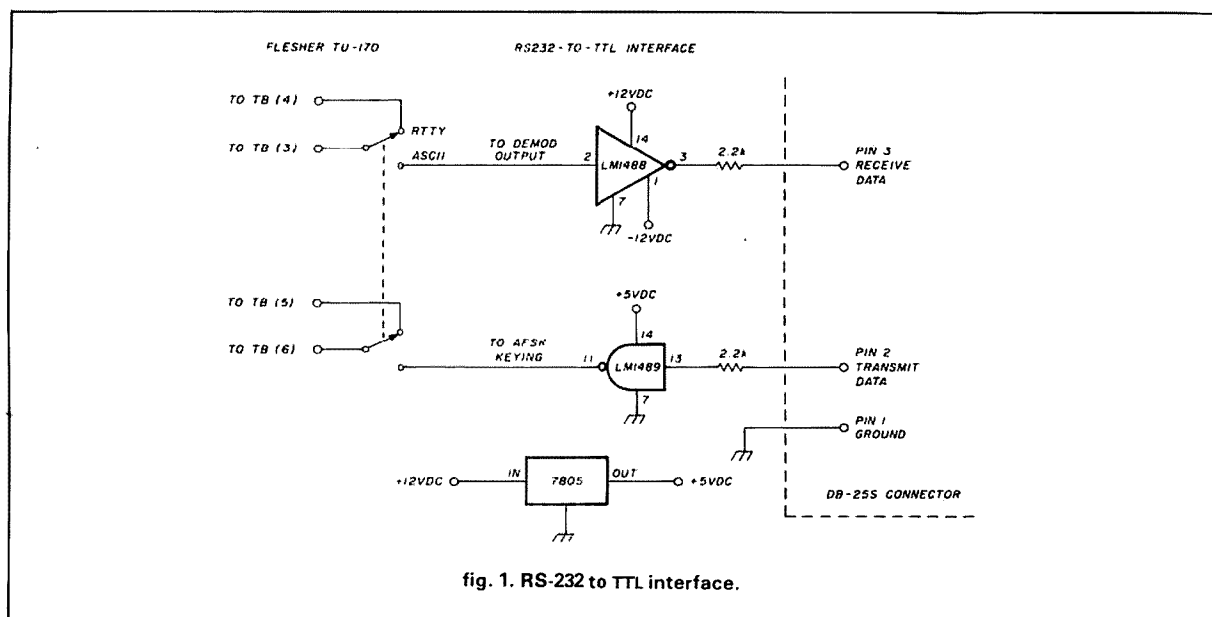 FLESHER TU-170
RS232-TO-TTL INTERFACE
+12VDC
TO TB (4)
RTTY
14
TO TB (3)
ASCII
TO DEMOD
OUTPUT
2
LM1488
3
2.2k
PIN 3
RECEIVE
DATA
1
7
-12VDC
+5VDC
TO TB (5)
14
TO TB (6)
TO AFSK
KEYING
11
LM1489
13
2.2k
PIN 2
TRANSMIT
DATA
7
PIN 1
GROUND
+12VDC
IN
7805
OUT
+5VDC
DB-25S CONNECTOR
fig. 1. RS-232 to TTL interface.